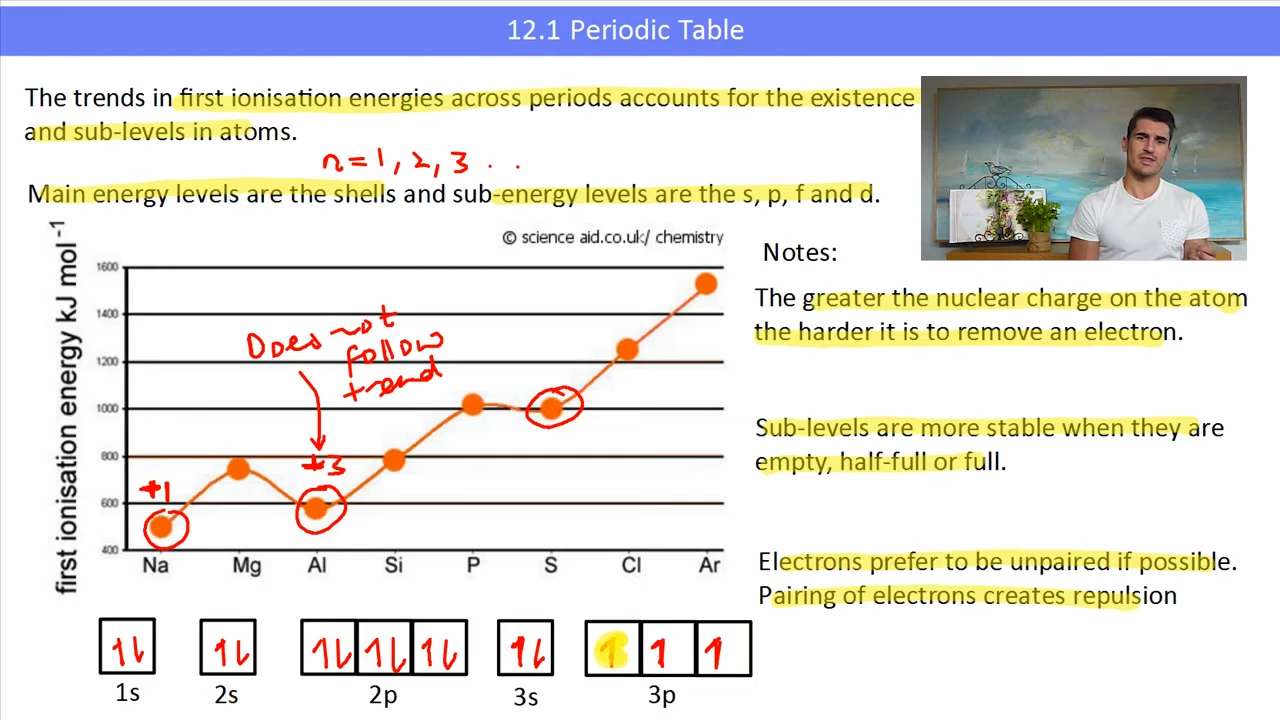 12.1 Periodic Table
The trends in first ionisation energies across periods accounts for the existence
and sub-levels in atoms.
n=1, 2, 3 . .
Main energy levels are the shells and sub-energy levels are the s, p, f and d.
© science aid.co.uk/ chemistry
first ionisation energy kJ mol⁻¹
1600
1400
1200
1000
800
600
400
Does not
follow
trend
+1
+3
Na Mg Al Si P S Cl Ar
Notes:
The greater the nuclear charge on the atom
the harder it is to remove an electron.
Sub-levels are more stable when they are
empty, half-full or full.
Electrons prefer to be unpaired if possible.
Pairing of electrons creates repulsion
1s 2s 2p 3s 3p